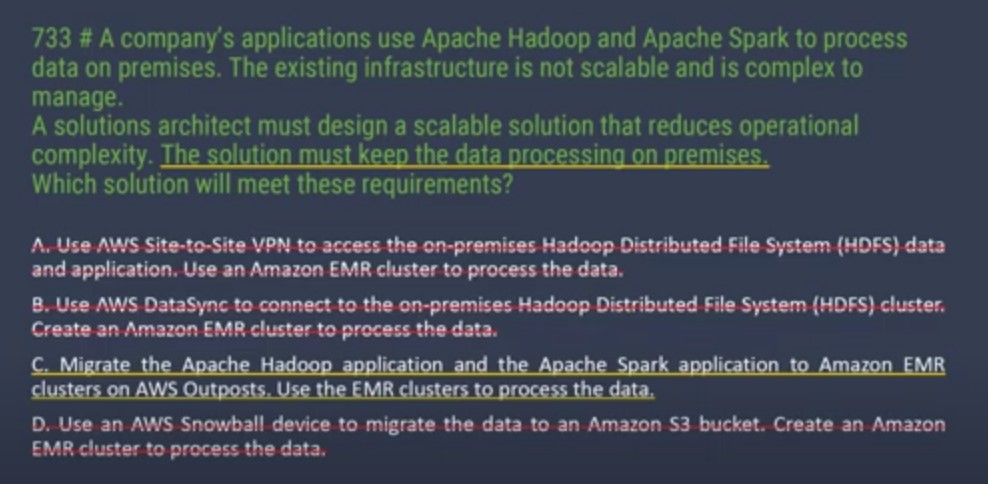 733 # A company's applications use Apache Hadoop and Apache Spark to process
data on premises. The existing infrastructure is not scalable and is complex to
manage.
A solutions architect must design a scalable solution that reduces operational
complexity. The solution must keep the data processing on premises.
Which solution will meet these requirements?
A. Use AWS Site-to-Site VPN to access the on-premises Hadoop Distributed File System (HDFS) data
and application. Use an Amazon EMR cluster to process the data.
B. Use AWS DataSync to connect to the on-premises Hadoop Distributed File System (HDFS) cluster.
Create an Amazon EMR cluster to process the data.
C. Migrate the Apache Hadoop application and the Apache Spark application to Amazon EMR
clusters on AWS Outposts. Use the EMR clusters to process the data.
D. Use an AWS Snowball device to migrate the data to an Amazon S3 bucket. Create an Amazon
EMR cluster to process the data.